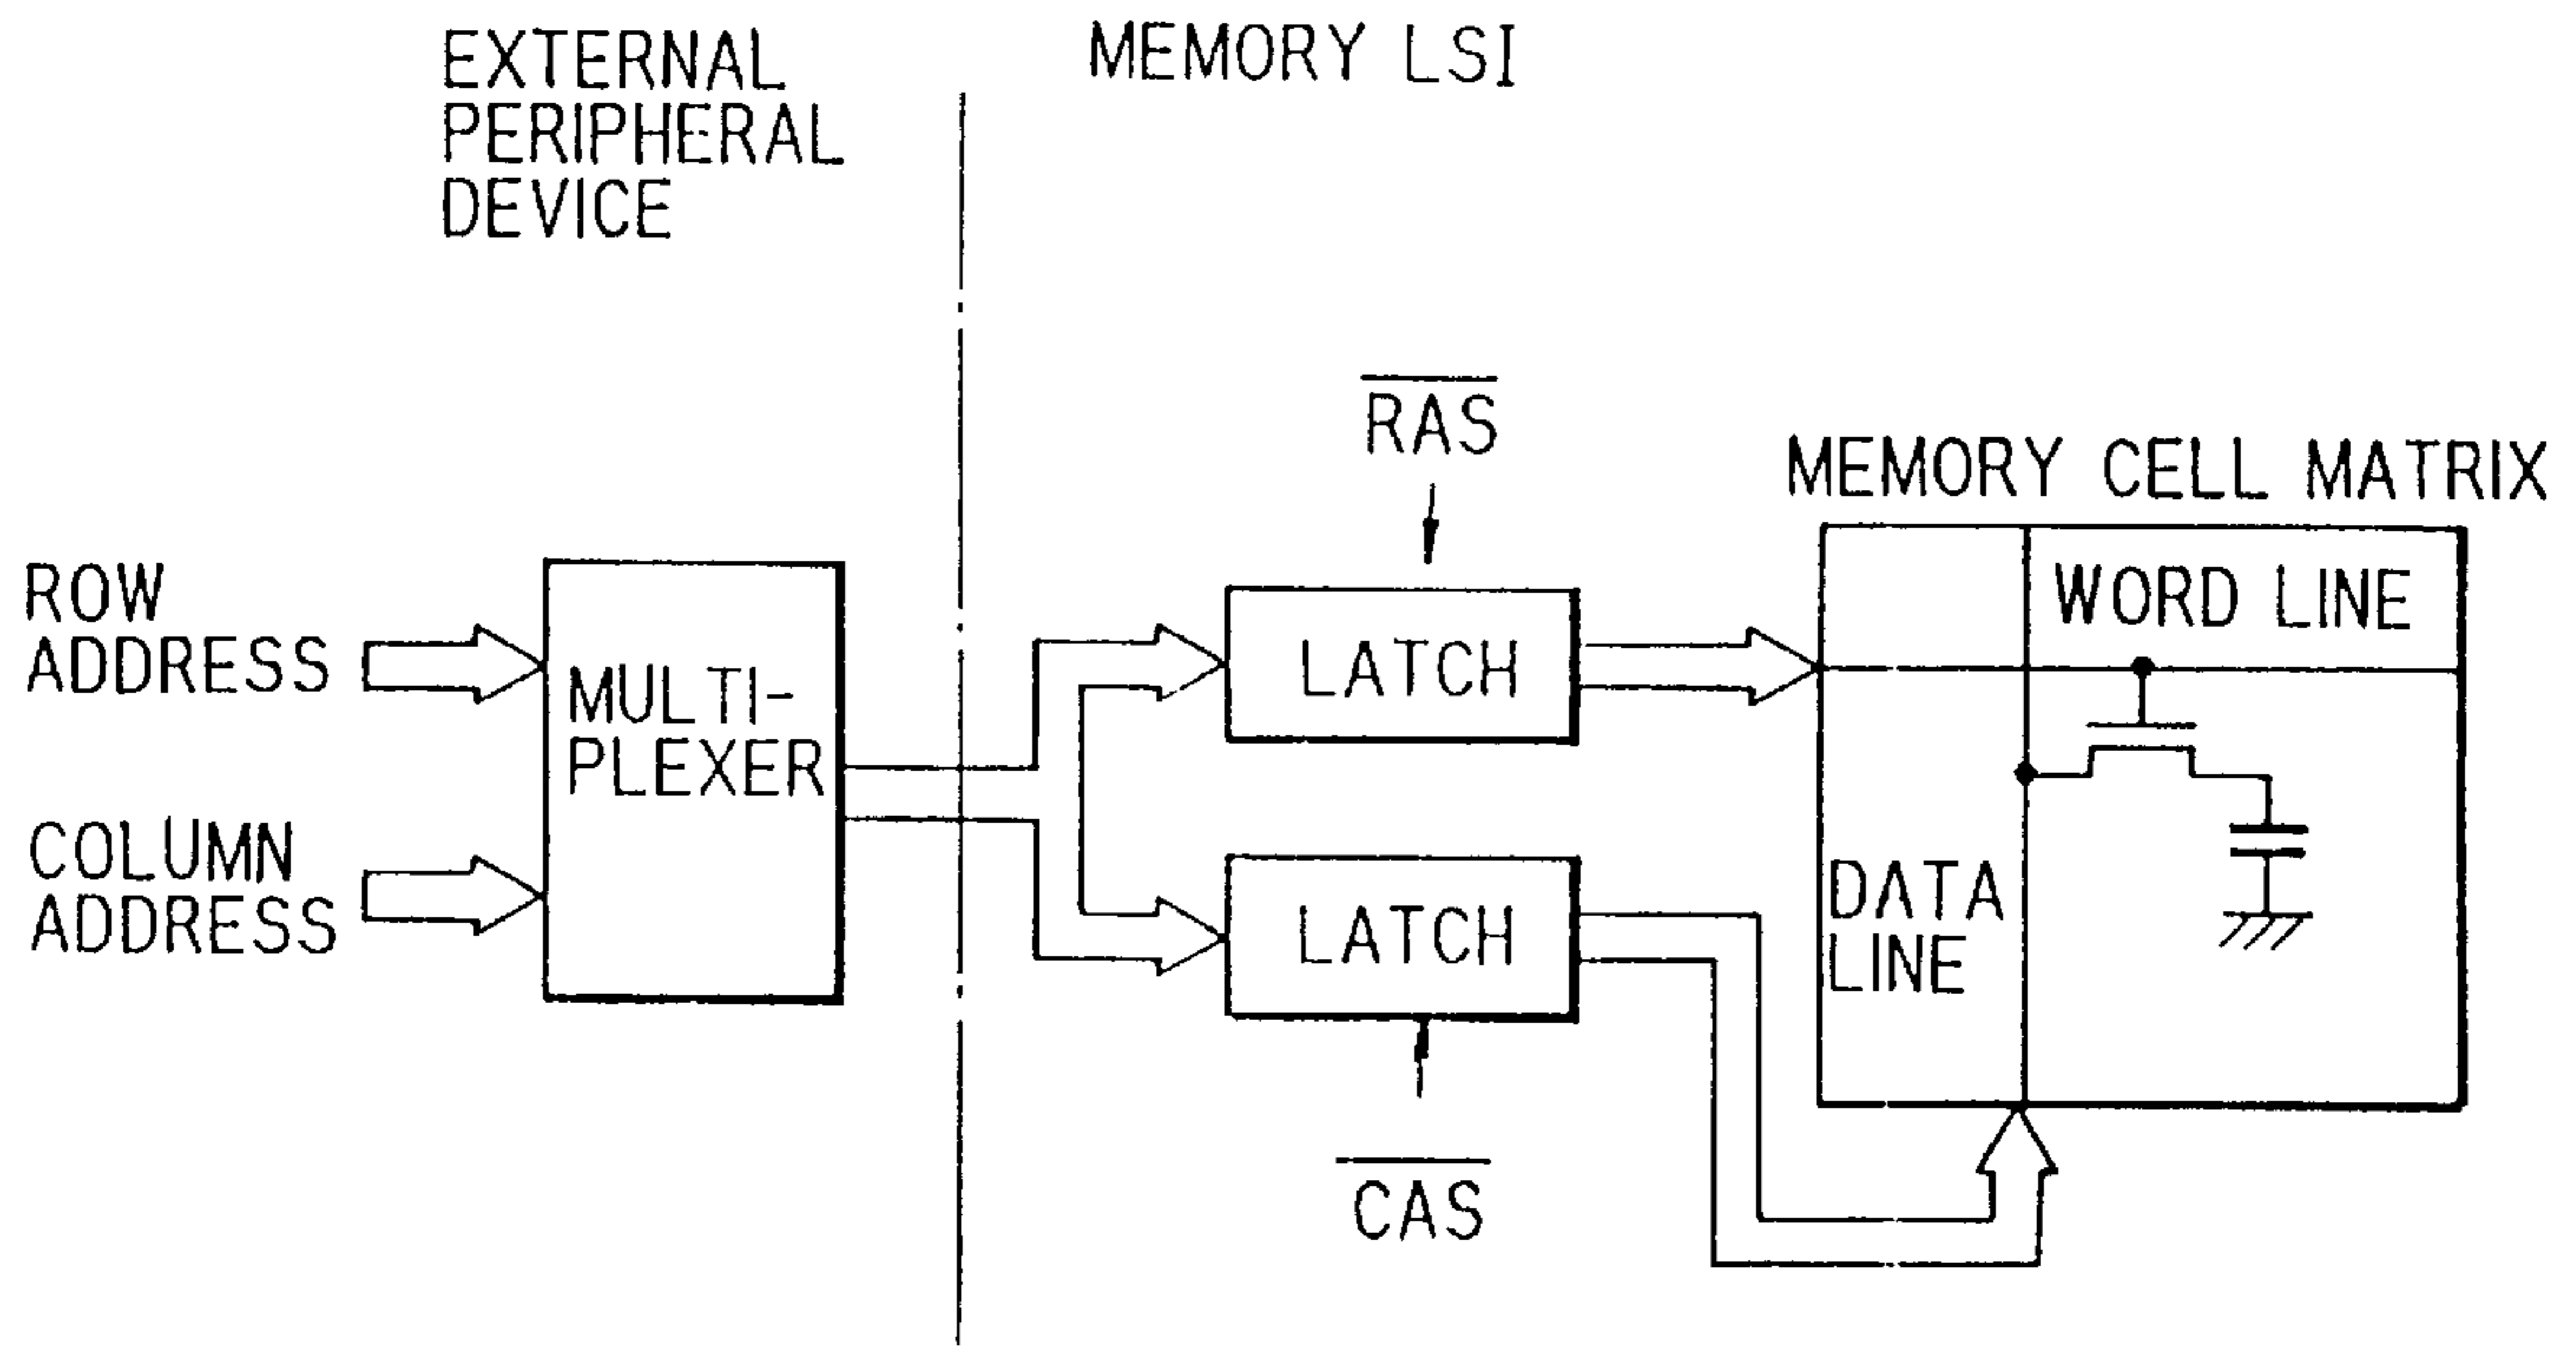 EXTERNAL
PERIPHERAL
DEVICE
MEMORY LSI
RAS
MEMORY CELL MATRIX
ROW
ADDRESS
MULTI-
PLEXER
LATCH
WORD LINE
COLUMN
ADDRESS
LATCH
DATA
LINE
CAS